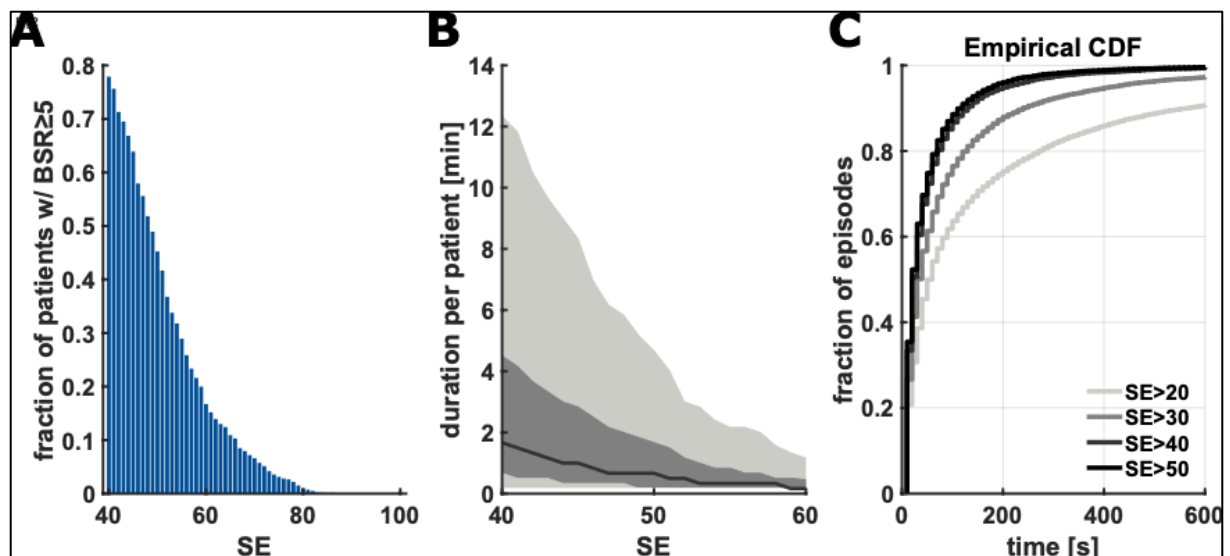 A
fraction of patients w/ BSR≥5
0.8
0.7
0.6
0.5
0.4
0.3
0.2
0.1
0
40 60 80 100
SE
B
duration per patient [min]
14
12
10
8
6
4
2
0
40 50 60
SE
C
Empirical CDF
fraction of episodes
1
0.8
0.6
0.4
0.2
0
SE>20
SE>30
SE>40
SE>50
0 200 400 600
time [s]